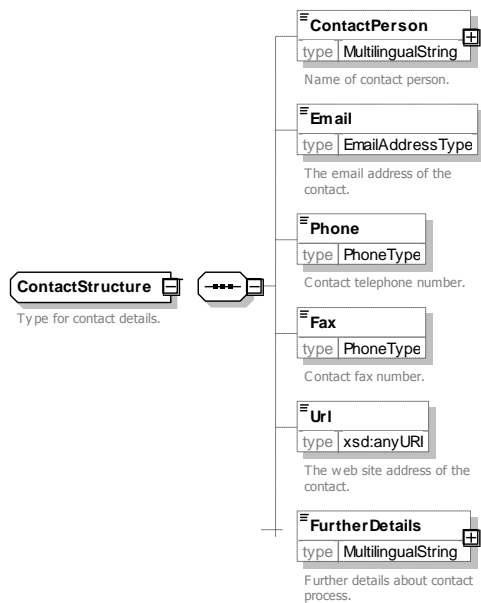 ContactPerson
type MultilingualString
Name of contact person.
Email
type EmailAddressType
The email address of the
contact.
Phone
type PhoneType
Contact telephone number.
ContactStructure
Type for contact details.
Fax
type PhoneType
Contact fax number.
Url
type xsd:anyURI
The web site address of the
contact.
FurtherDetails
type MultilingualString
Further details about contact
process.